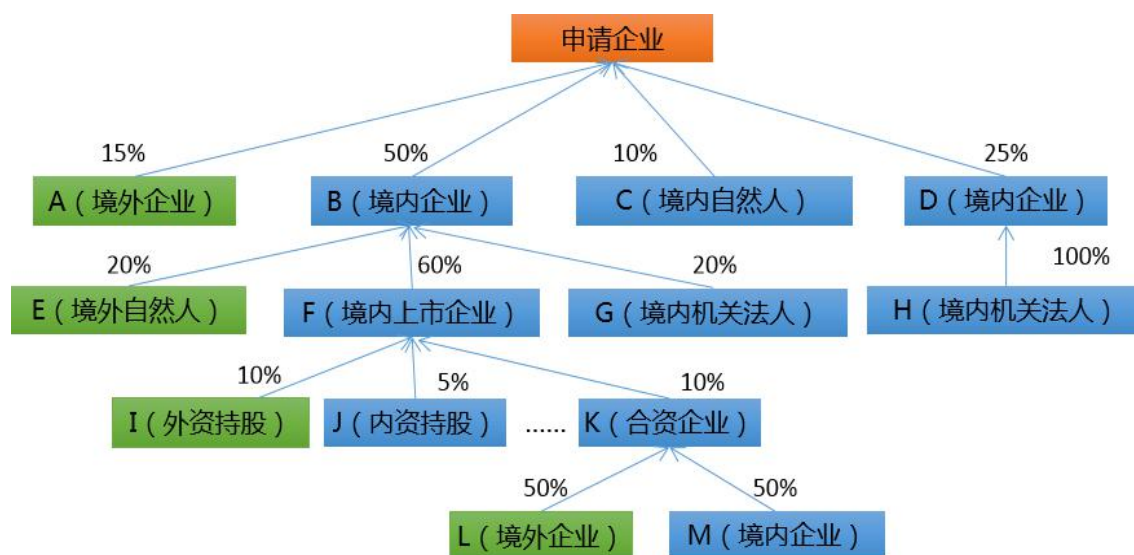 申请企业
15%
50%
10%
25%
A（境外企业）
B（境内企业）
C（境内自然人）
D（境内企业）
20%
60%
20%
100%
E（境外自然人）
F（境内上市企业）
G（境内机关法人）
H（境内机关法人）
10%
5%
10%
I（外资持股）
J（内资持股）
……
K（合资企业）
50%
50%
L（境外企业）
M（境内企业）